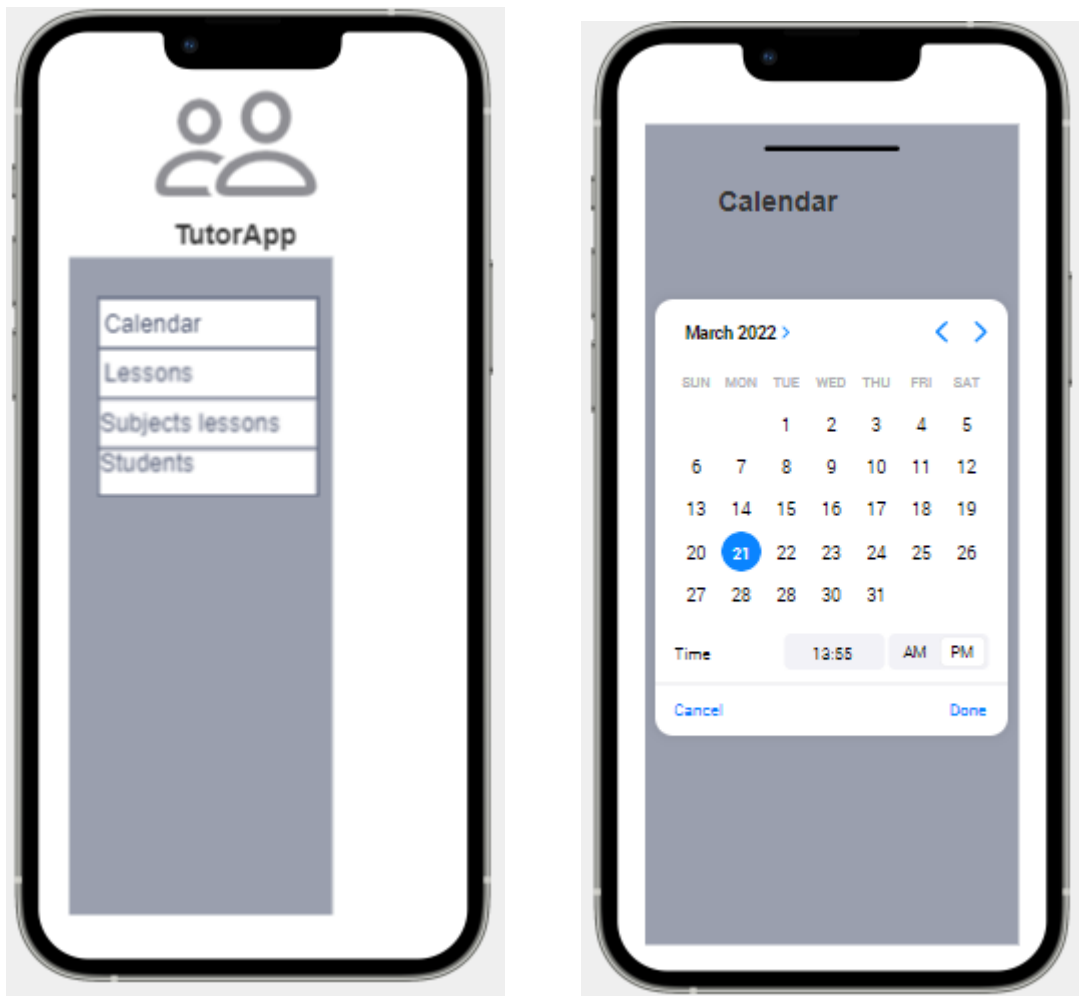 TutorApp
Calendar
Lessons
Subjects lessons
Students
Calendar
March 2022 >
SUN MON TUE WED THU FRI SAT
1 2 3 4 5
6 7 8 9 10 11 12
13 14 15 16 17 18 19
20 21 22 23 24 25 26
27 28 28 30 31
Time 13:55 AM PM
Cancel Done